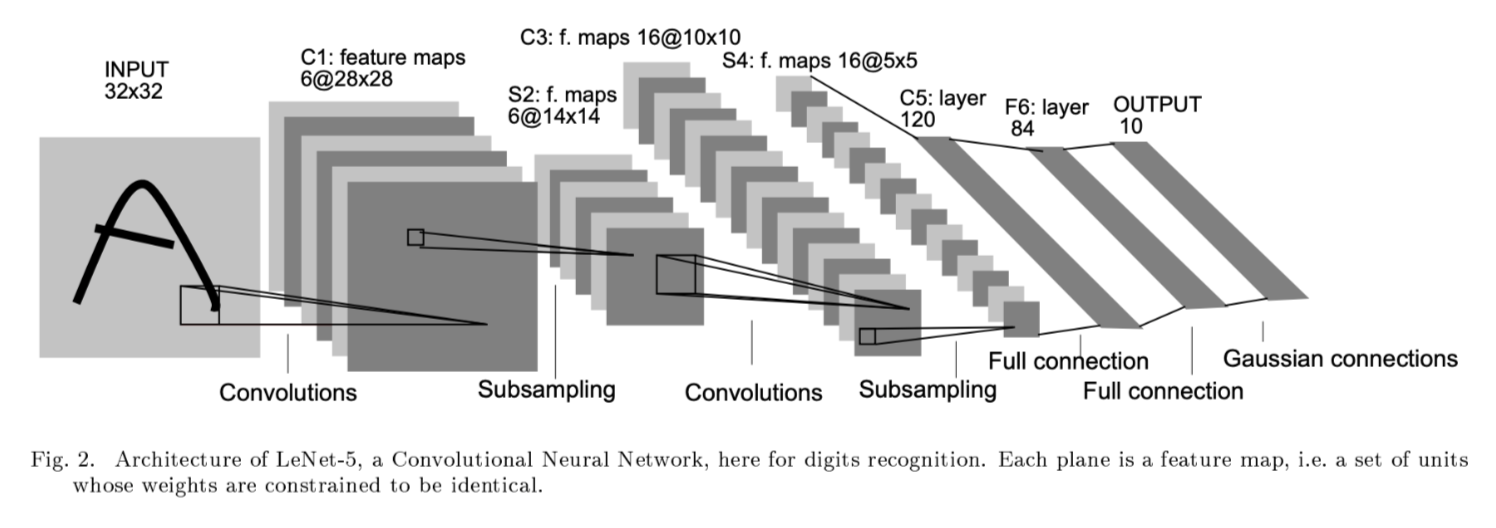 C3: f. maps 16@10x10
INPUT
32x32
C1: feature maps
6@28x28
S4: f. maps 16@5x5
S2: f. maps
6@14x14
C5: layer
120
F6: layer
84
OUTPUT
10
Convolutions
Subsampling
Convolutions
Subsampling
Full connection
Full connection
Gaussian connections
Fig. 2. Architecture of LeNet-5, a Convolutional Neural Network, here for digits recognition. Each plane is a feature map, i.e. a set of units
whose weights are constrained to be identical.